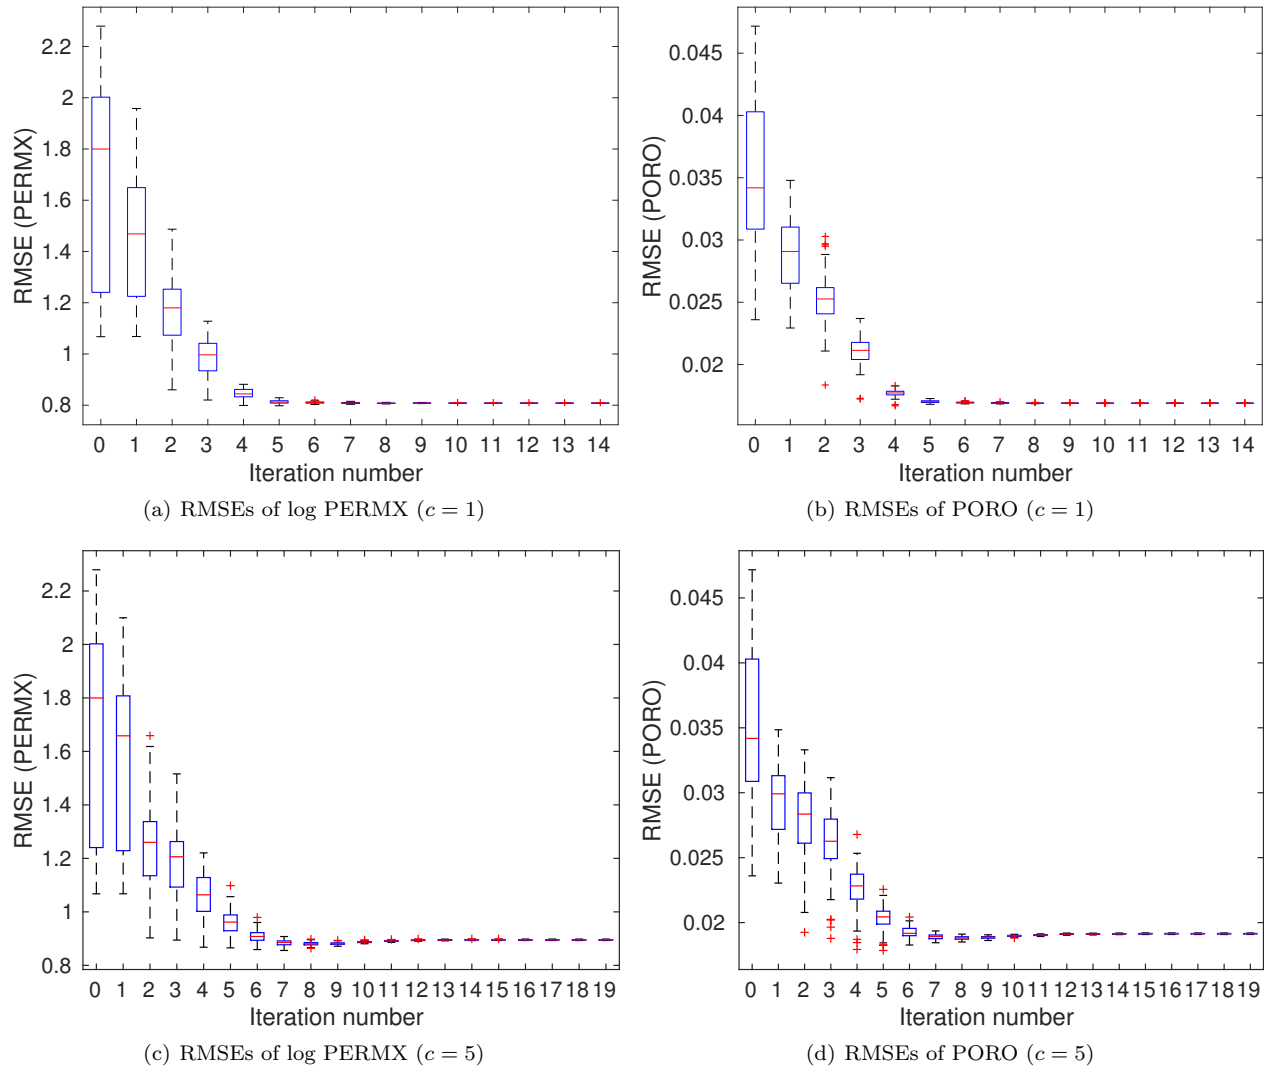 2.2
2
1.8
1.6
1.4
1.2
1
0.8
RMSE (PERMX)
0 1 2 3 4 5 6 7 8 9 10 11 12 13 14
Iteration number
(a) RMSEs of log PERMX (c = 1)
0.045
0.04
0.035
0.03
0.025
0.02
RMSE (PORO)
0 1 2 3 4 5 6 7 8 9 10 11 12 13 14
Iteration number
(b) RMSEs of PORO (c = 1)
2.2
2
1.8
1.6
1.4
1.2
1
0.8
RMSE (PERMX)
0 1 2 3 4 5 6 7 8 9 10 11 12 13 14 15 16 17 18 19
Iteration number
(c) RMSEs of log PERMX (c = 5)
0.045
0.04
0.035
0.03
0.025
0.02
RMSE (PORO)
0 1 2 3 4 5 6 7 8 9 10 11 12 13 14 15 16 17 18 19
Iteration number
(d) RMSEs of PORO (c = 5)